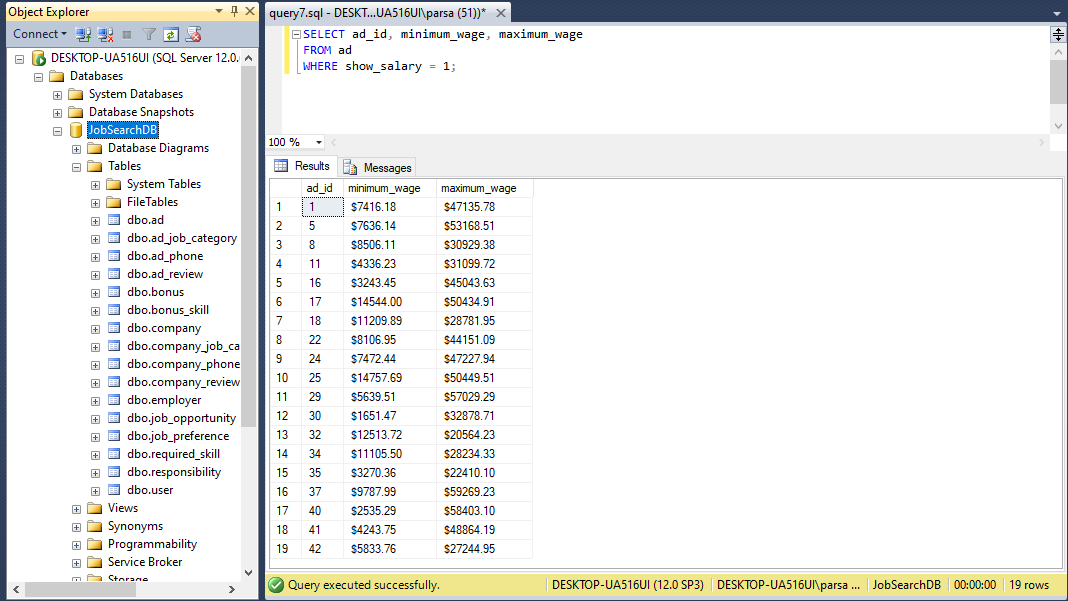 Object Explorer
Connect
DESKTOP-UA516UI (SQL Server 12.0.
Databases
System Databases
Database Snapshots
JobSearchDB
Database Diagrams
Tables
System Tables
FileTables
dbo.ad
dbo.ad_job_category
dbo.ad_phone
dbo.ad_review
dbo.bonus
dbo.bonus_skill
dbo.company
dbo.company_job_ca
dbo.company_phone
dbo.company_review
dbo.employer
dbo.job_opportunity
dbo.job_preference
dbo.required_skill
dbo.responsibility
dbo.user
Views
Synonyms
Programmability
Service Broker
Storage
query7.sql - DESKT...UA516UI\parsa (51))*
SELECT ad_id, minimum_wage, maximum_wage
FROM ad
WHERE show_salary = 1;
100 %
Results Messages
ad_id minimum_wage maximum_wage
1 1 $7416.18 $47135.78
2 5 $7636.14 $53168.51
3 8 $8506.11 $30929.38
4 11 $4336.23 $31099.72
5 16 $3243.45 $45043.63
6 17 $14544.00 $50434.91
7 18 $11209.89 $28781.95
8 22 $8106.95 $44151.09
9 24 $7472.44 $47227.94
10 25 $14757.69 $50449.51
11 29 $5639.51 $57029.29
12 30 $1651.47 $32878.71
13 32 $12513.72 $20564.23
14 34 $11105.50 $28234.33
15 35 $3270.36 $22410.10
16 37 $9787.99 $59269.23
17 40 $2535.29 $58403.10
18 41 $4243.75 $48864.19
19 42 $5833.76 $27244.95
Query executed successfully. DESKTOP-UA516UI (12.0 SP3) DESKTOP-UA516UI\parsa ... JobSearchDB 00:00:00 19 rows